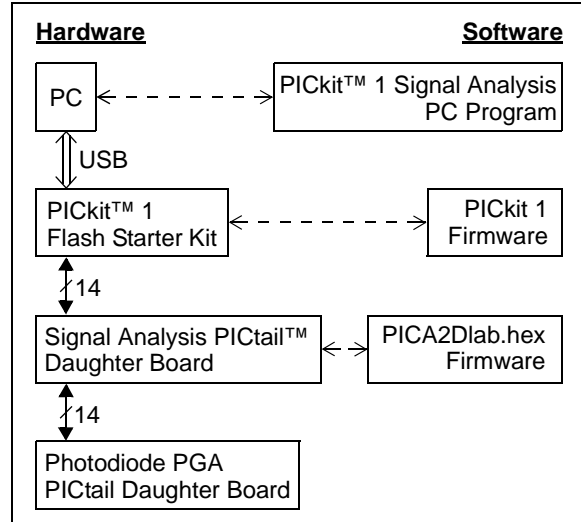 Hardware
Software
PC
PICkit™ 1 Signal Analysis
PC Program
USB
PICkit™ 1
Flash Starter Kit
PICkit 1
Firmware
14
Signal Analysis PICtail™
Daughter Board
PICA2Dlab.hex
Firmware
14
Photodiode PGA
PICtail Daughter Board